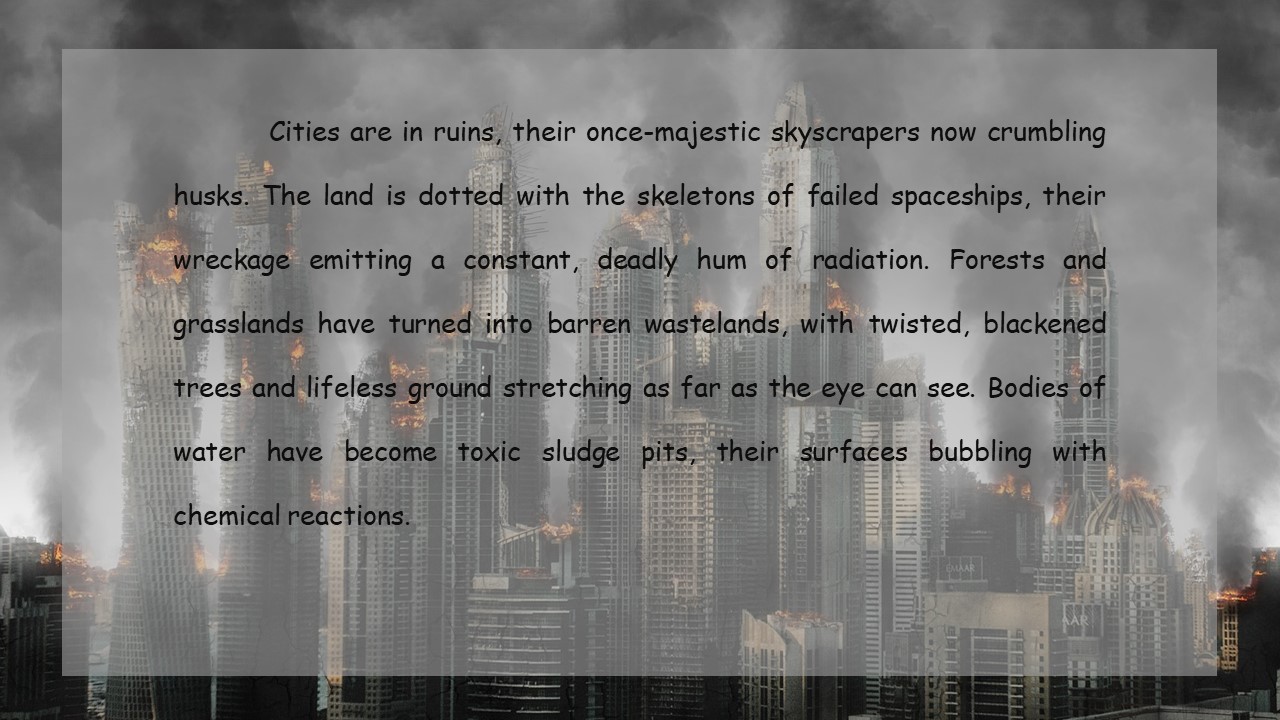 Cities are in ruins, their once-majestic skyscrapers now crumbling
husks. The land is dotted with the skeletons of failed spaceships, their
wreckage emitting a constant, deadly hum of radiation. Forests and
grasslands have turned into barren wastelands, with twisted, blackened
trees and lifeless ground stretching as far as the eye can see. Bodies of
water have become toxic sludge pits, their surfaces bubbling with
chemical reactions.
EMAAR
AAR